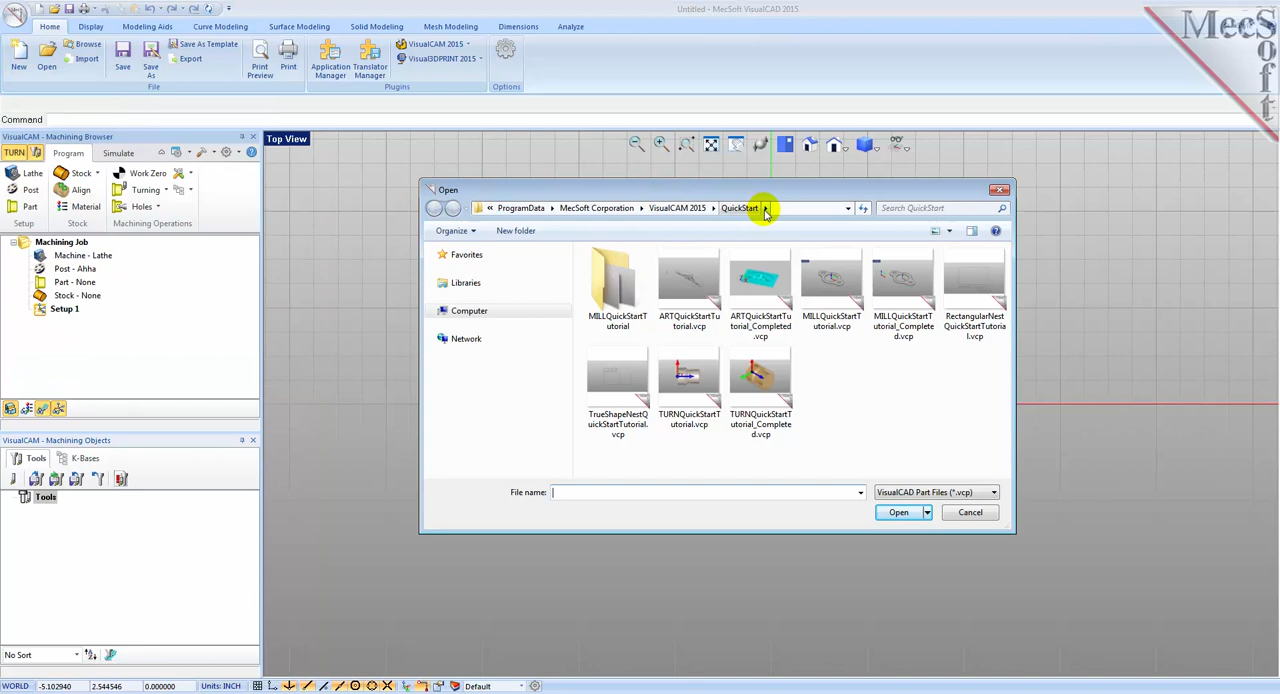 Untitled - MecSoft VisualCAD 2015
Home Display Modeling Aids Curve Modeling Surface Modeling Solid Modeling Mesh Modeling Dimensions Analyze
New Open Browse Import Save Save As Save As Template Export Print Preview Print Application Manager Translator Manager VisualCAM 2015 Visual3DPRINT 2015
File Plugins Options
MecSoft
Command
VisualCAM - Machining Browser
TURN Program Simulate
Lathe Stock Work Zero
Post Align Turning
Part Material Holes
Setup Stock Machining Operations
Machining Job
Machine - Lathe
Post - Ahha
Part - None
Stock - None
Setup 1
VisualCAM - Machining Objects
Tools K-Bases
Tools
No Sort
Top View
Open
« ProgramData MecSoft Corporation VisualCAM 2015 QuickStart Search QuickStart
Organize New folder
Favorites
Libraries
Computer
Network
MILLQuickStartTutorial
ARTQuickStartTutorial.vcp
ARTQuickStartTutorial_Completed.vcp
MILLQuickStartTutorial.vcp
MILLQuickStartTutorial_Completed.vcp
RectangularNestQuickStartTutorial.vcp
TrueShapeNestQuickStartTutorial.vcp
TURNQuickStartTutorial.vcp
TURNQuickStartTutorial_Completed.vcp
File name: VisualCAD Part Files (*.vcp)
Open Cancel
WORLD -5.102940 2.544546 0.000000 Units: INCH Default